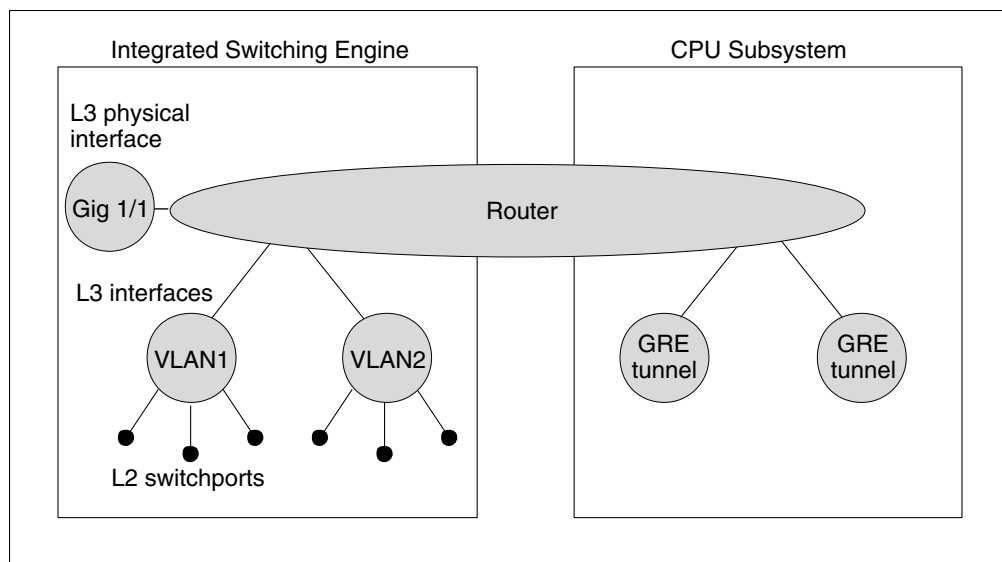 Integrated Switching Engine
CPU Subsystem
L3 physical
interface
Gig 1/1
Router
L3 interfaces
VLAN1
VLAN2
GRE
tunnel
GRE
tunnel
L2 switchports